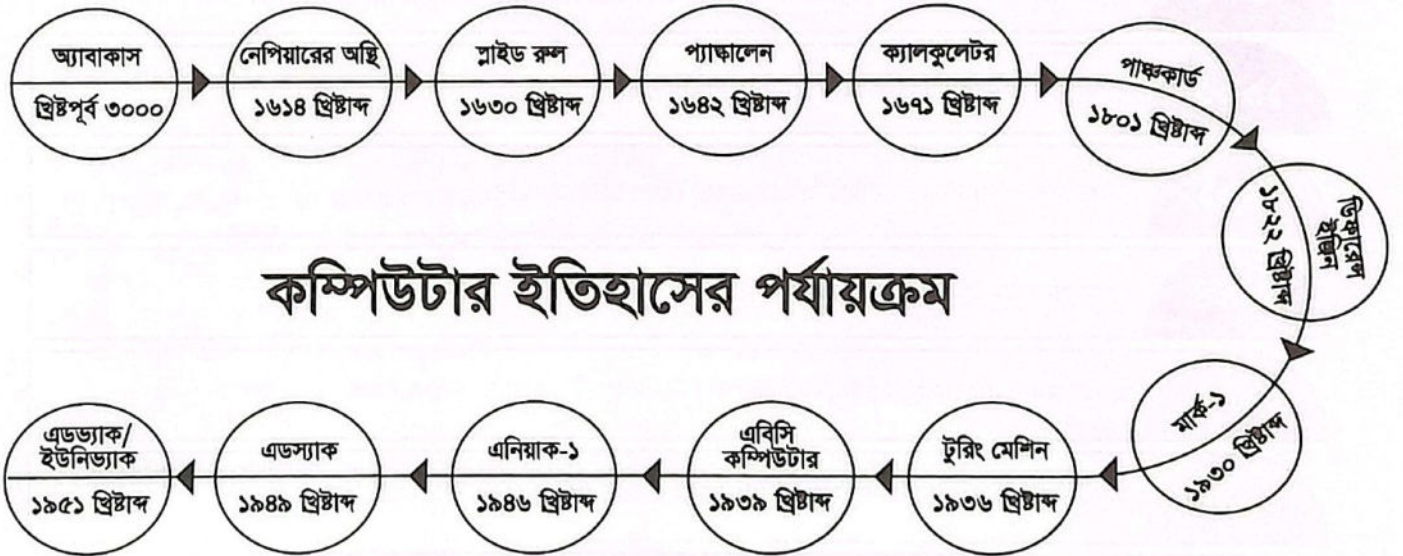 অ্যাবাকাস
খ্রিষ্টপূর্ব ৩০০০
নেপিয়ারের অস্থি
১৬১৪ খ্রিষ্টাব্দ
স্লাইড রুল
১৬৩০ খ্রিষ্টাব্দ
প্যাস্কালেন
১৬৪২ খ্রিষ্টাব্দ
ক্যালকুলেটর
১৬৭১ খ্রিষ্টাব্দ
পাঞ্চকার্ড
১৮০১ খ্রিষ্টাব্দ
ডিফারেন্স
ইঞ্জিন
১৮২২ খ্রিষ্টাব্দ
কম্পিউটার ইতিহাসের পর্যায়ক্রম
মার্ক-১
১৯৩০ খ্রিষ্টাব্দ
টুরিং মেশিন
১৯৩৬ খ্রিষ্টাব্দ
এবিসি
কম্পিউটার
১৯৩৯ খ্রিষ্টাব্দ
এনিয়াক-১
১৯৪৬ খ্রিষ্টাব্দ
এডস্যাক
১৯৪৯ খ্রিষ্টাব্দ
এডভ্যাক/
ইউনিভ্যাক
১৯৫১ খ্রিষ্টাব্দ